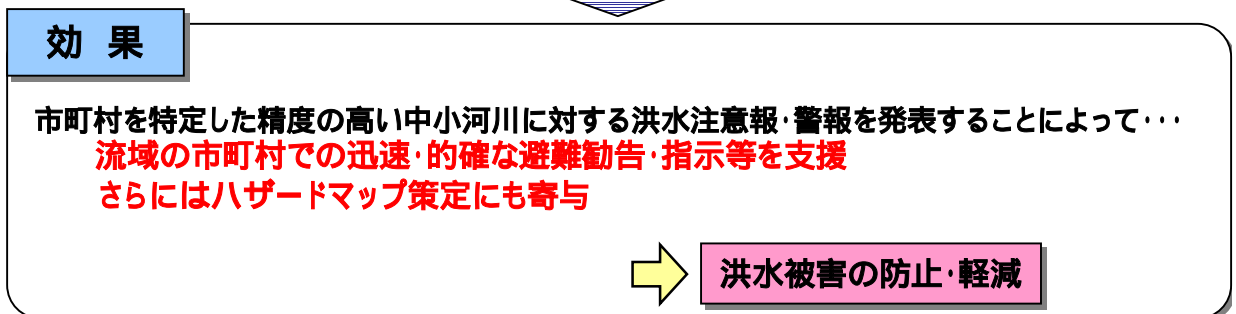 効 果
市町村を特定した精度の高い中小河川に対する洪水注意報・警報を発表することによって・・・
流域の市町村での迅速・的確な避難勧告・指示等を支援
さらにはハザードマップ策定にも寄与
洪水被害の防止・軽減